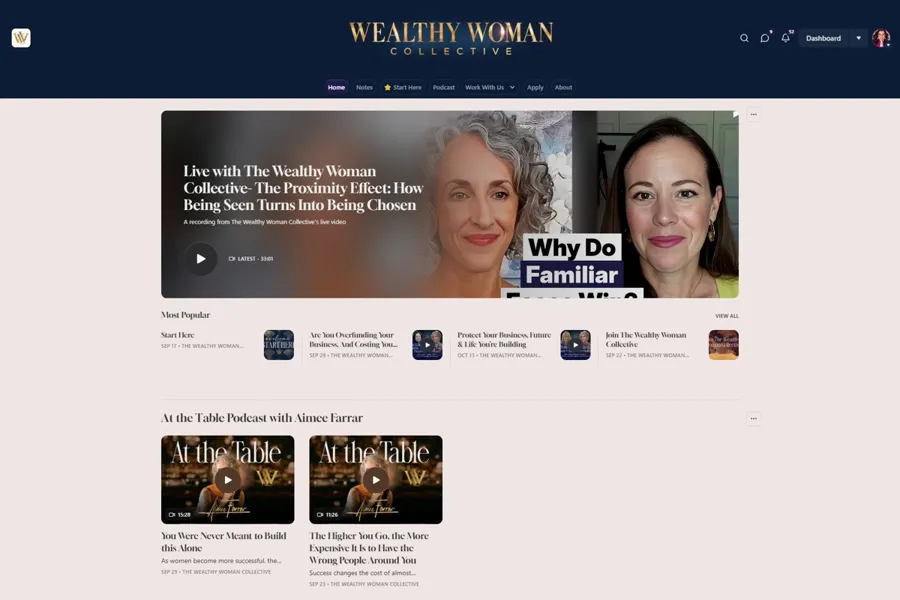 WEALTHY WOMAN
COLLECTIVE
Dashboard
Home Notes ⭐ Start Here Podcast Work With Us Apply About
Live with The Wealthy Woman
Collective- The Proximity Effect: How
Being Seen Turns Into Being Chosen
A recording from The Wealthy Woman Collective's live video
LATEST · 33:01
Why Do
Familiar
Faces Win?
Most Popular
VIEW ALL
Start Here
SEP 17 • THE WEALTHY WOMAN...
Are You Overfunding Your
Business, And Costing You...
SEP 29 • THE WEALTHY WOMAN...
Protect Your Business, Future
& Life You're Building
OCT 15 • THE WEALTHY WOMAN...
Join The Wealthy Woman
Collective
SEP 22 • THE WEALTHY WOMAN...
At the Table Podcast with Aimee Farrar
At the Table
Aimee Farrar
15:28
At the Table
Aimee Farrar
11:26
You Were Never Meant to Build
this Alone
As women become more successful, the...
SEP 29 • THE WEALTHY WOMAN COLLECTIVE
The Higher You Go, the More
Expensive It Is to Have the
Wrong People Around You
Success changes the cost of almost...
SEP 23 • THE WEALTHY WOMAN COLLECTIVE